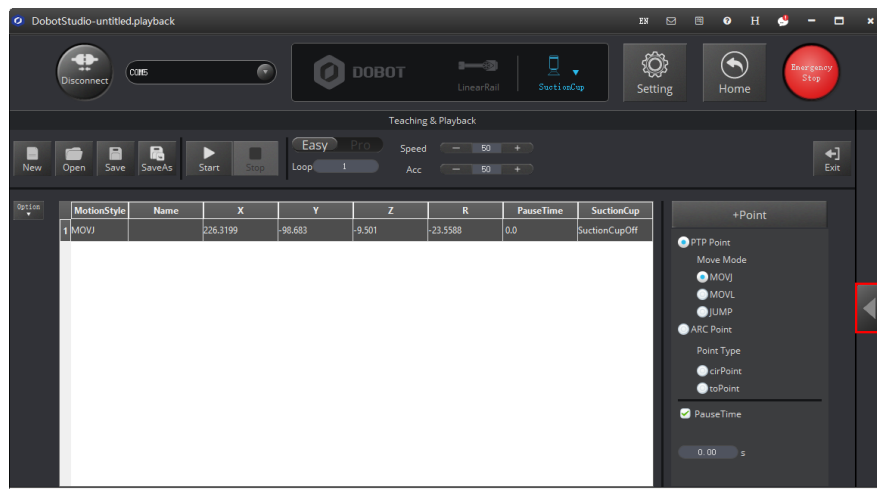 DobotStudio-untitled.playback EN H
Disconnect COM5 DOBOT LinearRail SuctionCup Setting Home Emergency Stop
Teaching & Playback
New Open Save SaveAs Start Stop Easy Pro Loop 1 Speed − 50 + Acc − 50 + Exit
Option
MotionStyle Name X Y Z R PauseTime SuctionCup
1 MOVJ 226.3199 -98.683 -9.501 -23.5588 0.0 SuctionCupOff
+Point
PTP Point
Move Mode
MOVJ
MOVL
JUMP
ARC Point
Point Type
cirPoint
toPoint
PauseTime
0.00 s